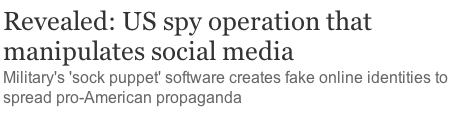 Revealed: US spy operation that
manipulates social media
Military's 'sock puppet' software creates fake online identities to
spread pro-American propaganda